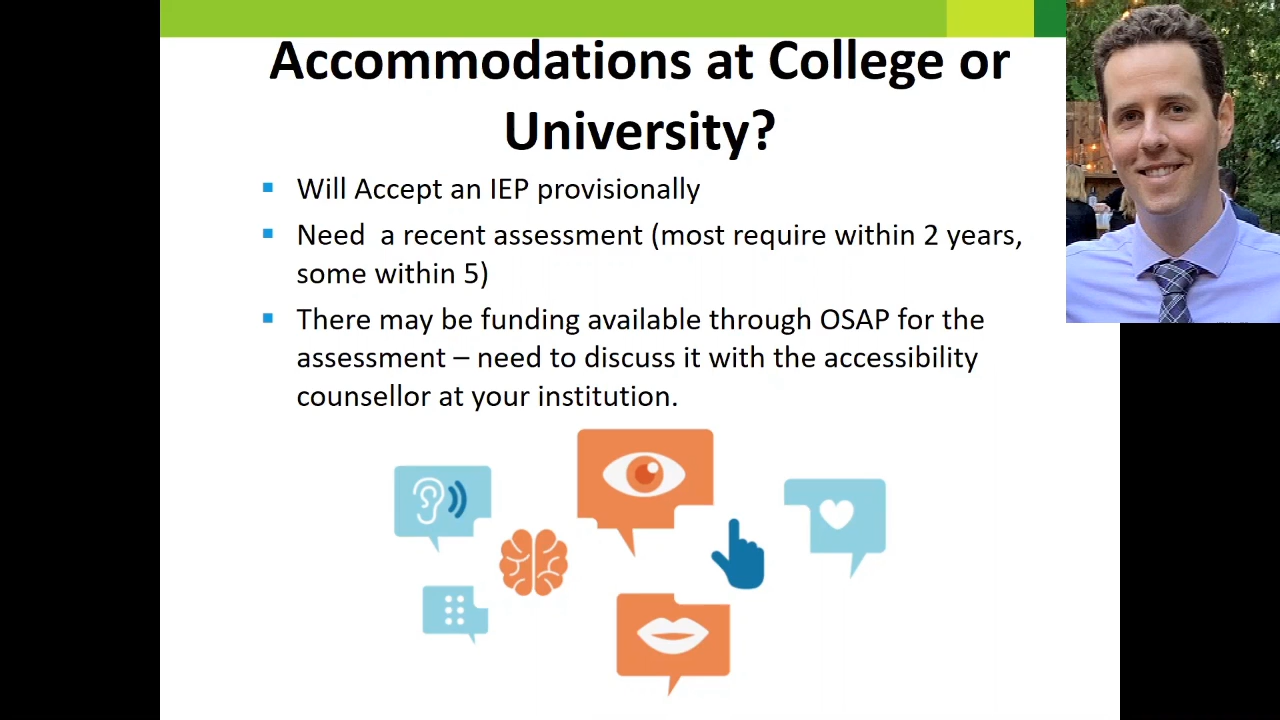 Accommodations at College or
University?
▪ Will Accept an IEP provisionally
▪ Need  a recent assessment (most require within 2 years,
some within 5)
▪ There may be funding available through OSAP for the
assessment – need to discuss it with the accessibility
counsellor at your institution.